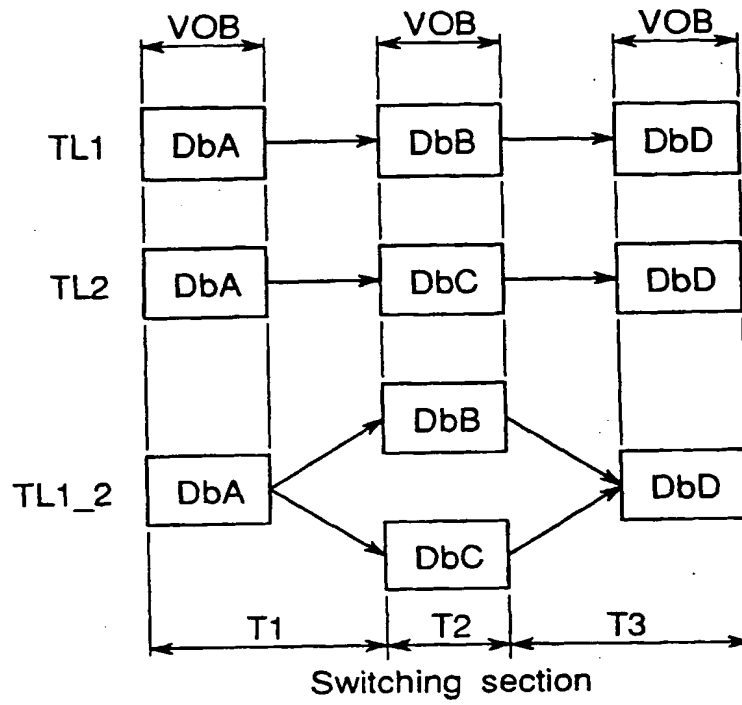 VOB VOB VOB
TL1 DbA DbB DbD
TL2 DbA DbC DbD
DbB
TL1_2 DbA DbD
DbC
T1 T2 T3
Switching section